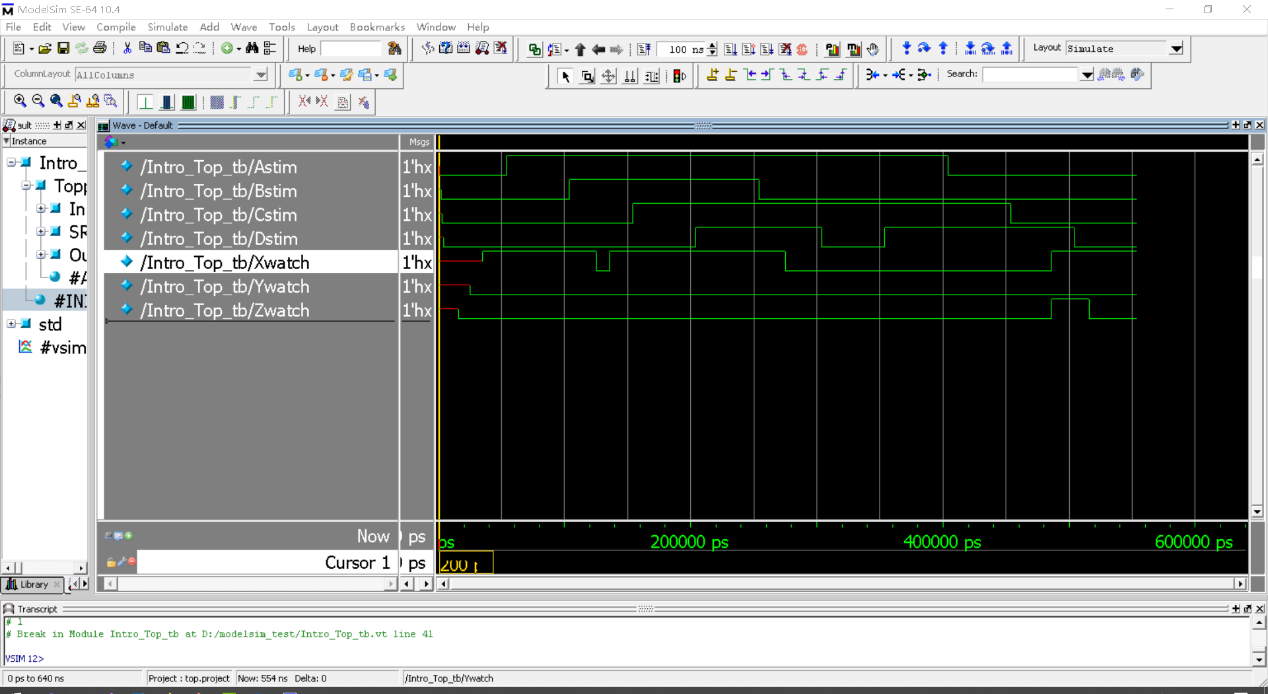 ModelSim SE-64 10.4
File Edit View Compile Simulate Add Wave Tools Layout Bookmarks Window Help
Help 100 ns Layout Simulate
ColumnLayout AllColumns Search:
Wave - Default
Instance Msgs
Intro_ /Intro_Top_tb/Astim 1'hx
Topp /Intro_Top_tb/Bstim 1'hx
In /Intro_Top_tb/Cstim 1'hx
SR /Intro_Top_tb/Dstim 1'hx
Ou /Intro_Top_tb/Xwatch 1'hx
#A /Intro_Top_tb/Ywatch 1'hx
#INI /Intro_Top_tb/Zwatch 1'hx
std
#vsim
Now ps ps 200000 ps 400000 ps 600000 ps
Cursor 1 ps 200
Library
Transcript
# 1
# Break in Module Intro_Top_tb at D:/modelsim_test/Intro_Top_tb.vt line 41
VSIM 12>
0 ps to 640 ns Project : top.project Now: 554 ns Delta: 0 /Intro_Top_tb/Ywatch